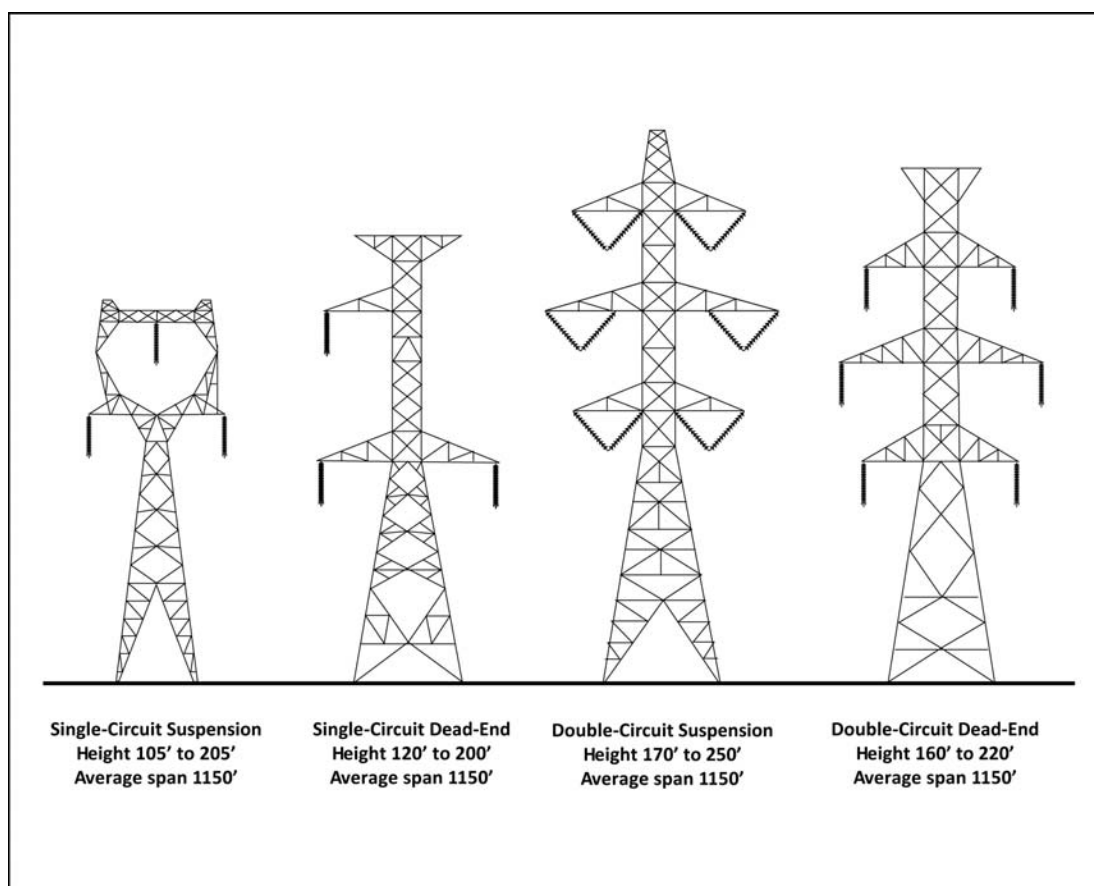 Single-Circuit Suspension
Height 105’ to 205’
Average span 1150’
Single-Circuit Dead-End
Height 120’ to 200’
Average span 1150’
Double-Circuit Suspension
Height 170’ to 250’
Average span 1150’
Double-Circuit Dead-End
Height 160’ to 220’
Average span 1150’